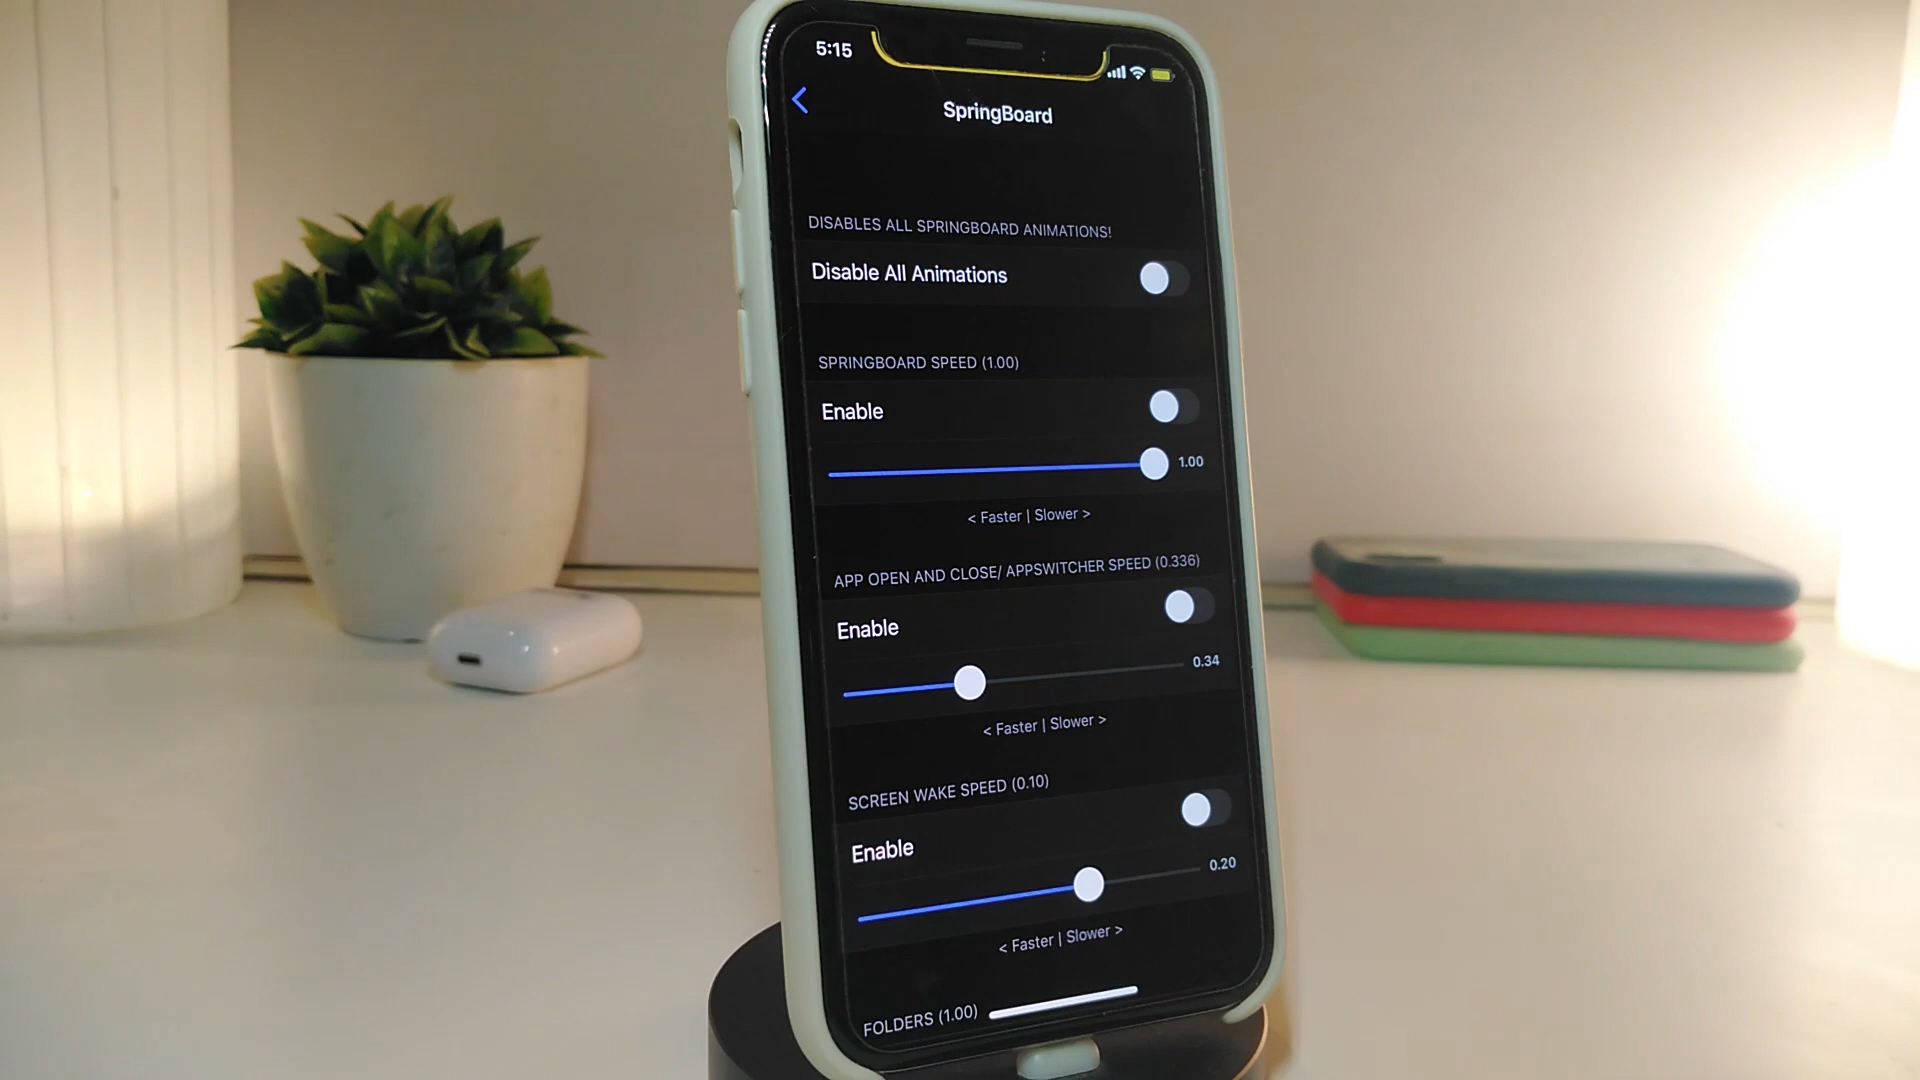 5:15
SpringBoard
DISABLES ALL SPRINGBOARD ANIMATIONS!
Disable All Animations
SPRINGBOARD SPEED (1.00)
Enable
1.00
< Faster | Slower >
APP OPEN AND CLOSE/ APPSWITCHER SPEED (0.336)
Enable
0.34
< Faster | Slower >
SCREEN WAKE SPEED (0.10)
Enable
0.20
< Faster | Slower >
FOLDERS (1.00)